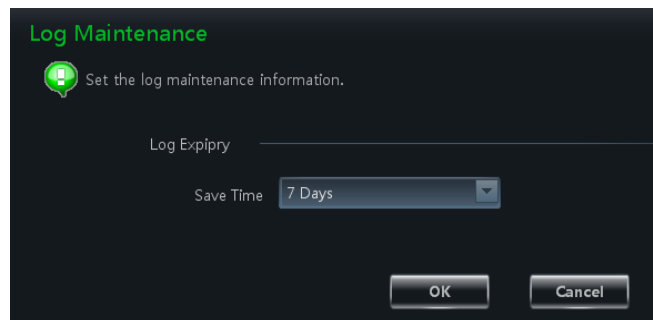 Log Maintenance
Set the log maintenance information.
Log Expipry
Save Time 7 Days
OK Cancel